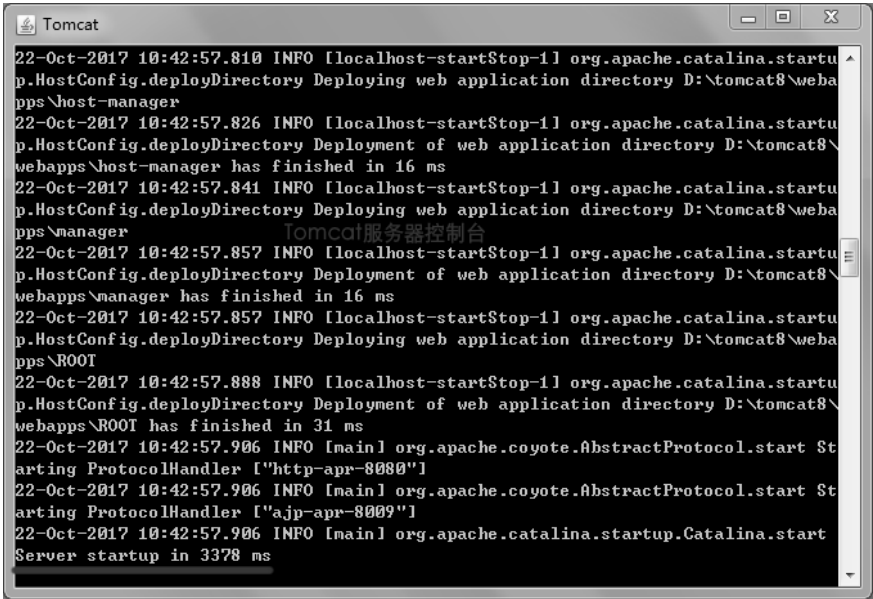 Tomcat
22-Oct-2017 10:42:57.810 INFO [localhost-startStop-1] org.apache.catalina.startu
p.HostConfig.deployDirectory Deploying web application directory D:\tomcat8\weba
pps\host-manager
22-Oct-2017 10:42:57.826 INFO [localhost-startStop-1] org.apache.catalina.startu
p.HostConfig.deployDirectory Deployment of web application directory D:\tomcat8\
webapps\host-manager has finished in 16 ms
22-Oct-2017 10:42:57.841 INFO [localhost-startStop-1] org.apache.catalina.startu
p.HostConfig.deployDirectory Deploying web application directory D:\tomcat8\weba
pps\manager
Tomcat服务器控制台
22-Oct-2017 10:42:57.857 INFO [localhost-startStop-1] org.apache.catalina.startu
p.HostConfig.deployDirectory Deployment of web application directory D:\tomcat8\
webapps\manager has finished in 16 ms
22-Oct-2017 10:42:57.857 INFO [localhost-startStop-1] org.apache.catalina.startu
p.HostConfig.deployDirectory Deploying web application directory D:\tomcat8\weba
pps\ROOT
22-Oct-2017 10:42:57.888 INFO [localhost-startStop-1] org.apache.catalina.startu
p.HostConfig.deployDirectory Deployment of web application directory D:\tomcat8\
webapps\ROOT has finished in 31 ms
22-Oct-2017 10:42:57.906 INFO [main] org.apache.coyote.AbstractProtocol.start St
arting ProtocolHandler ["http-apr-8080"]
22-Oct-2017 10:42:57.906 INFO [main] org.apache.coyote.AbstractProtocol.start St
arting ProtocolHandler ["ajp-apr-8009"]
22-Oct-2017 10:42:57.906 INFO [main] org.apache.catalina.startup.Catalina.start
Server startup in 3378 ms